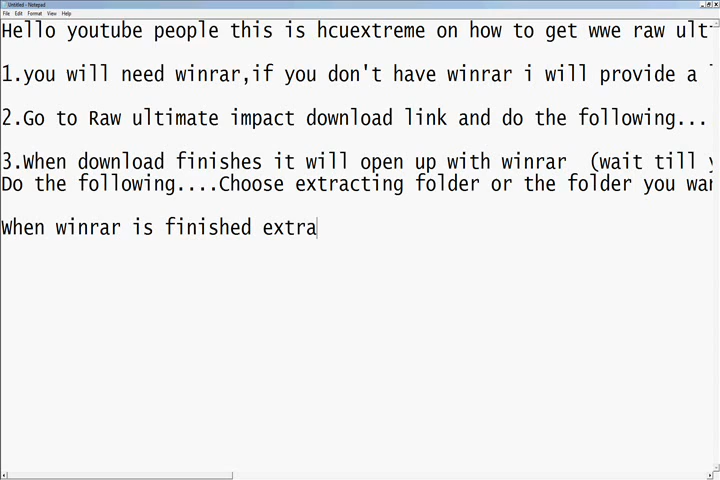 Untitled - Notepad
File Edit Format View Help
Hello youtube people this is hcuextreme on how to get wwe raw ult
1.you will need winrar,if you don't have winrar i will provide a
2.Go to Raw ultimate impact download link and do the following...
3.When download finishes it will open up with winrar (wait till
Do the following....Choose extracting folder or the folder you
When winrar is finished extra